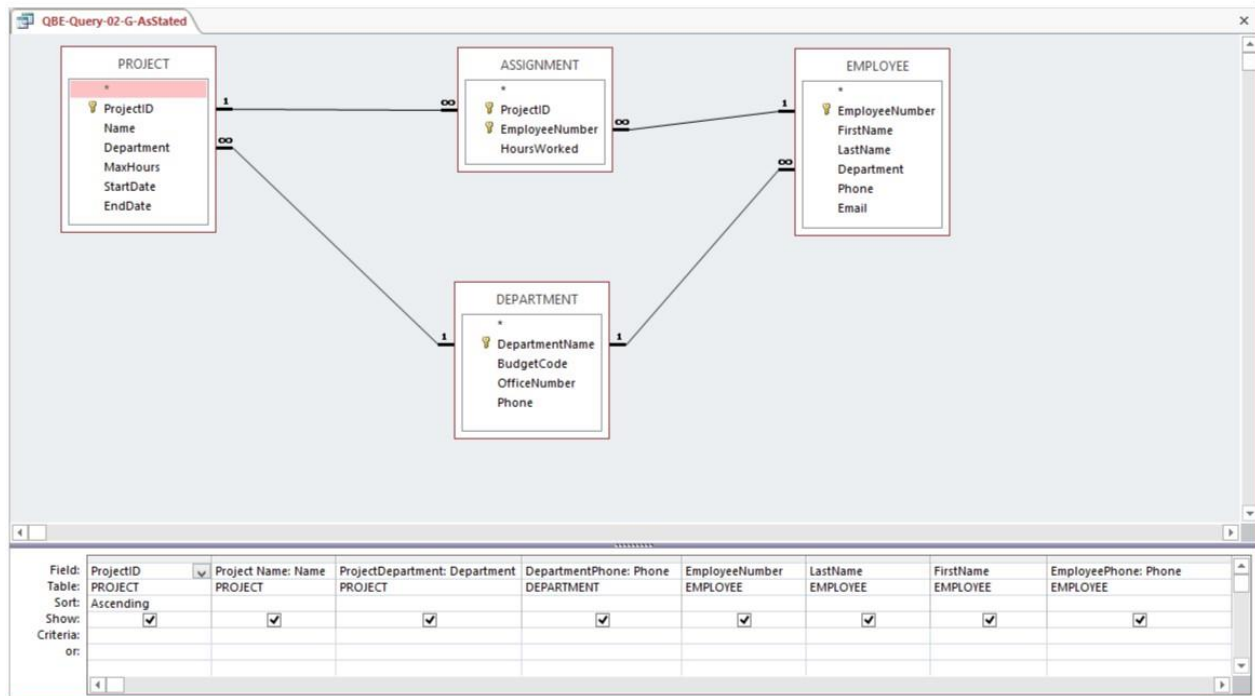 QBE-Query-02-G-AsStated
PROJECT
*
ProjectID
Name
Department
MaxHours
StartDate
EndDate
1
∞
∞
1
ASSIGNMENT
*
ProjectID
EmployeeNumber
HoursWorked
∞
1
EMPLOYEE
*
EmployeeNumber
FirstName
LastName
Department
Phone
Email
∞
1
DEPARTMENT
*
DepartmentName
BudgetCode
OfficeNumber
Phone
Field: ProjectID Project Name: Name ProjectDepartment: Department DepartmentPhone: Phone EmployeeNumber LastName FirstName EmployeePhone: Phone
Table: PROJECT PROJECT PROJECT DEPARTMENT EMPLOYEE EMPLOYEE EMPLOYEE EMPLOYEE
Sort: Ascending
Show:
Criteria:
or: